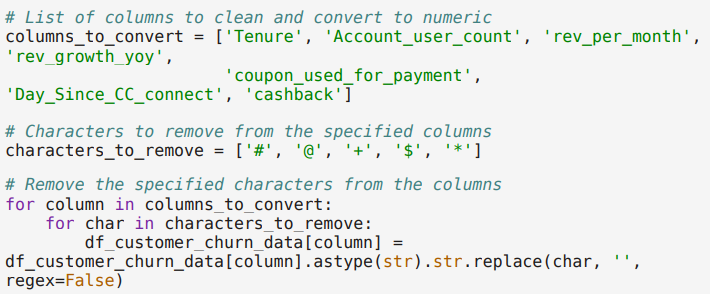 # List of columns to clean and convert to numeric
columns_to_convert = ['Tenure', 'Account_user_count', 'rev_per_month',
'rev_growth_yoy',
                      'coupon_used_for_payment',
'Day_Since_CC_connect', 'cashback']

# Characters to remove from the specified columns
characters_to_remove = ['#', '@', '+', '$', '*']

# Remove the specified characters from the columns
for column in columns_to_convert:
    for char in characters_to_remove:
        df_customer_churn_data[column] =
df_customer_churn_data[column].astype(str).str.replace(char, '',
regex=False)